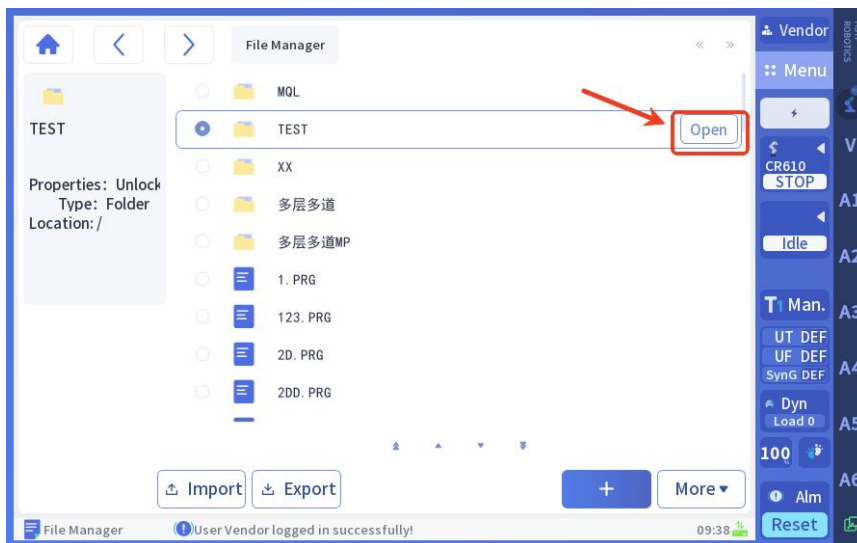 File Manager
« »
TEST
Properties: Unlock
Type: Folder
Location: /
MQL
TEST
Open
XX
多层多道
多层多道MP
1. PRG
123. PRG
2D. PRG
2DD. PRG
Import
Export
+
More
File Manager
User Vendor logged in successfully!
09:38
Vendor
Menu
CR610
STOP
Idle
T1 Man.
UT DEF
UF DEF
SynG DEF
Dyn
Load 0
100
%
Alm
Reset
ROBOTICS
A1
A2
A3
A4
A5
A6